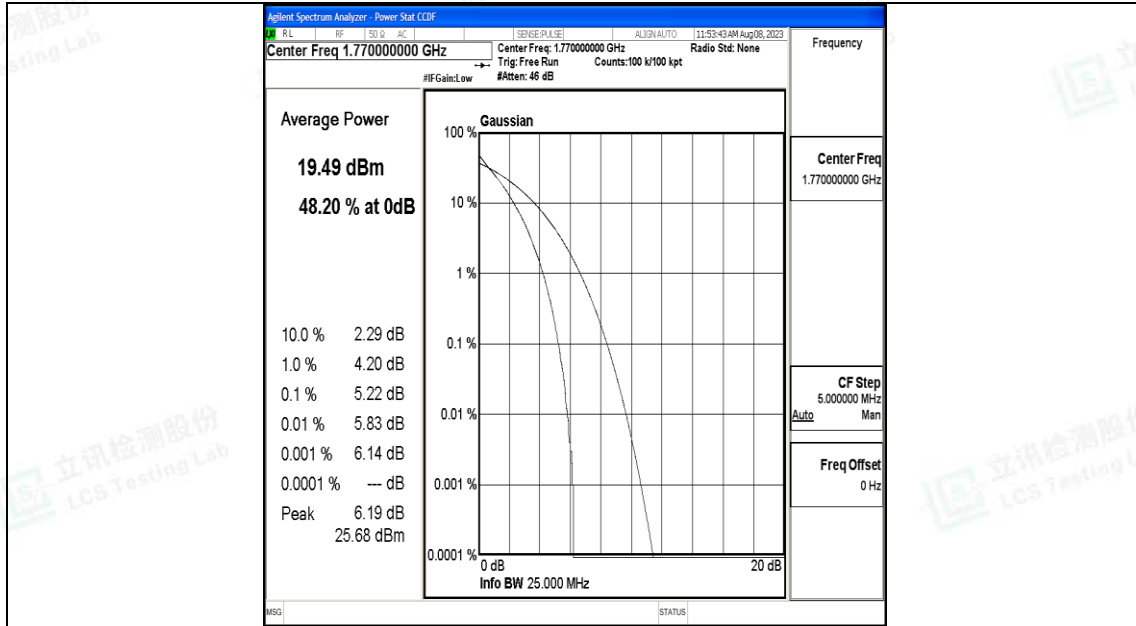 Agilent Spectrum Analyzer - Power Stat CCDF
RL RF 50 Ω AC SENSE:PULSE ALIGN AUTO 11:53:43 AM Aug 08, 2023
Center Freq 1.770000000 GHz
Center Freq: 1.770000000 GHz Radio Std: None
Trig: Free Run Counts:100 k/100 kpt
#IFGain:Low #Atten: 46 dB
Frequency
Average Power
19.49 dBm
48.20 % at 0dB
10.0 % 2.29 dB
1.0 % 4.20 dB
0.1 % 5.22 dB
0.01 % 5.83 dB
0.001 % 6.14 dB
0.0001 % --- dB
Peak 6.19 dB
25.68 dBm
Gaussian
100 %
10 %
1 %
0.1 %
0.01 %
0.001 %
0.0001 %
0 dB 20 dB
Info BW 25.000 MHz
Center Freq
1.770000000 GHz
CF Step
5.000000 MHz
Auto Man
Freq Offset
0 Hz
MSG STATUS
立讯检测股份
LCS Testing Lab
立讯检测股份